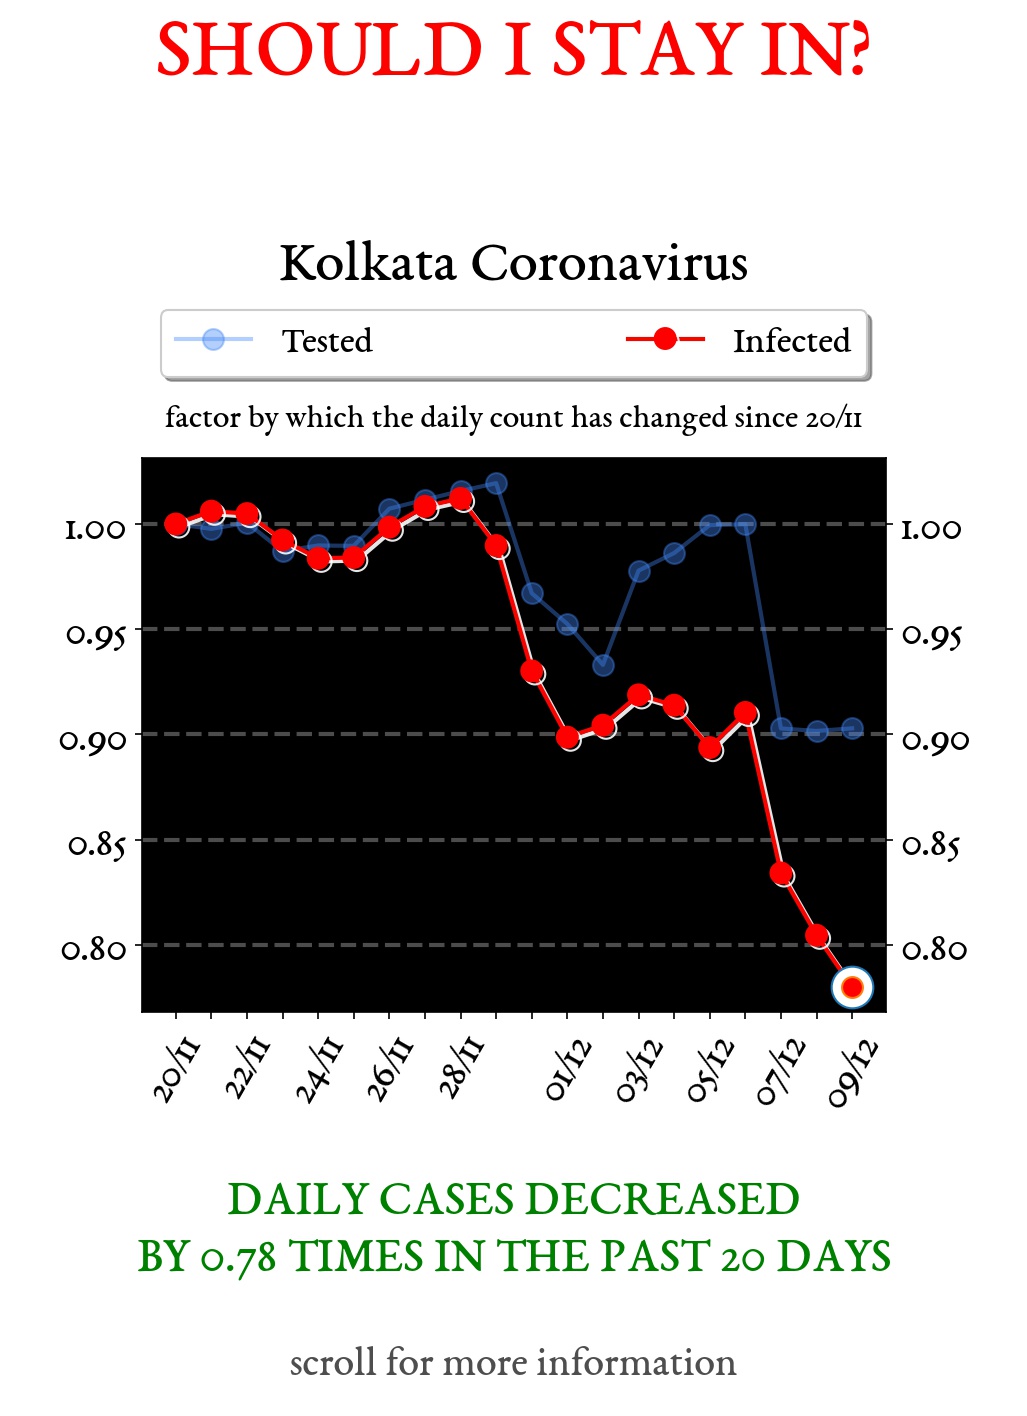 SHOULD I STAY IN?
Kolkata Coronavirus
Tested Infected
factor by which the daily count has changed since 20/11
1.00 1.00
0.95 0.95
0.90 0.90
0.85 0.85
0.80 0.80
20/11 22/11 24/11 26/11 28/11 01/12 03/12 05/12 07/12 09/12
DAILY CASES DECREASED
BY 0.78 TIMES IN THE PAST 20 DAYS
scroll for more information